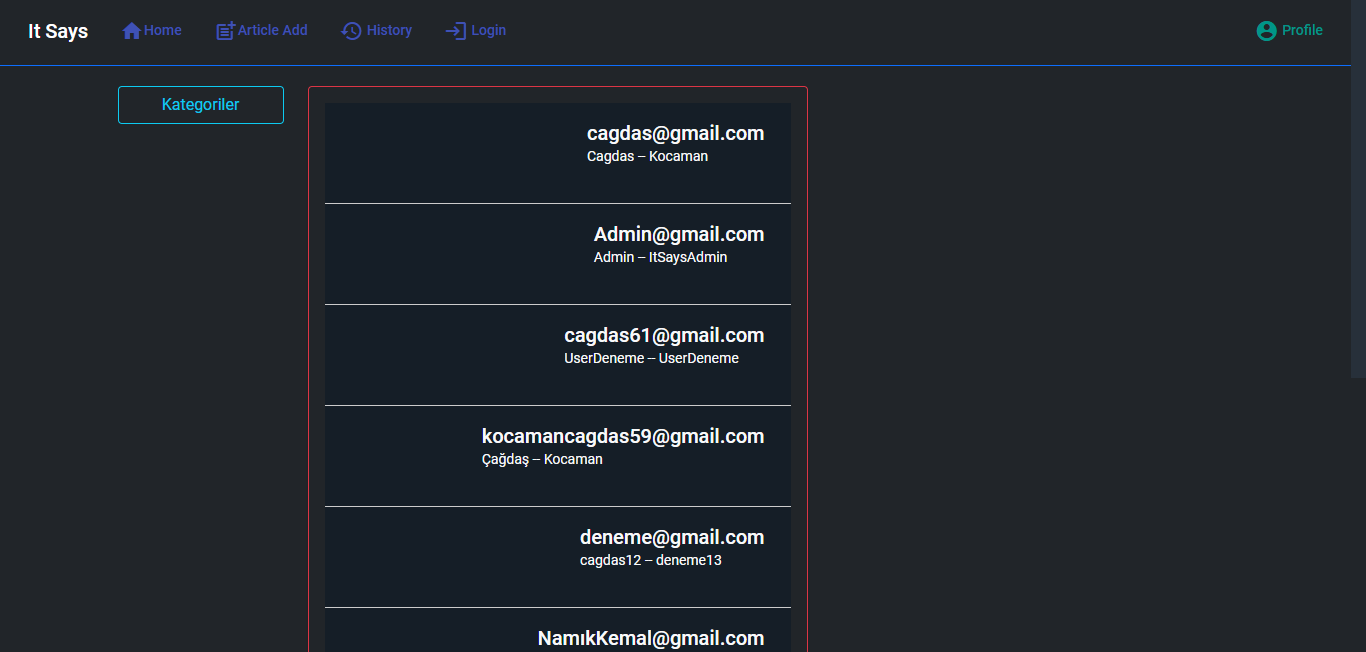 It Says
Home
Article Add
History
Login
Profile
Kategoriler
cagdas@gmail.com
Cagdas – Kocaman
Admin@gmail.com
Admin – ItSaysAdmin
cagdas61@gmail.com
UserDeneme – UserDeneme
kocamancagdas59@gmail.com
Çağdaş – Kocaman
deneme@gmail.com
cagdas12 – deneme13
NamıkKemal@gmail.com